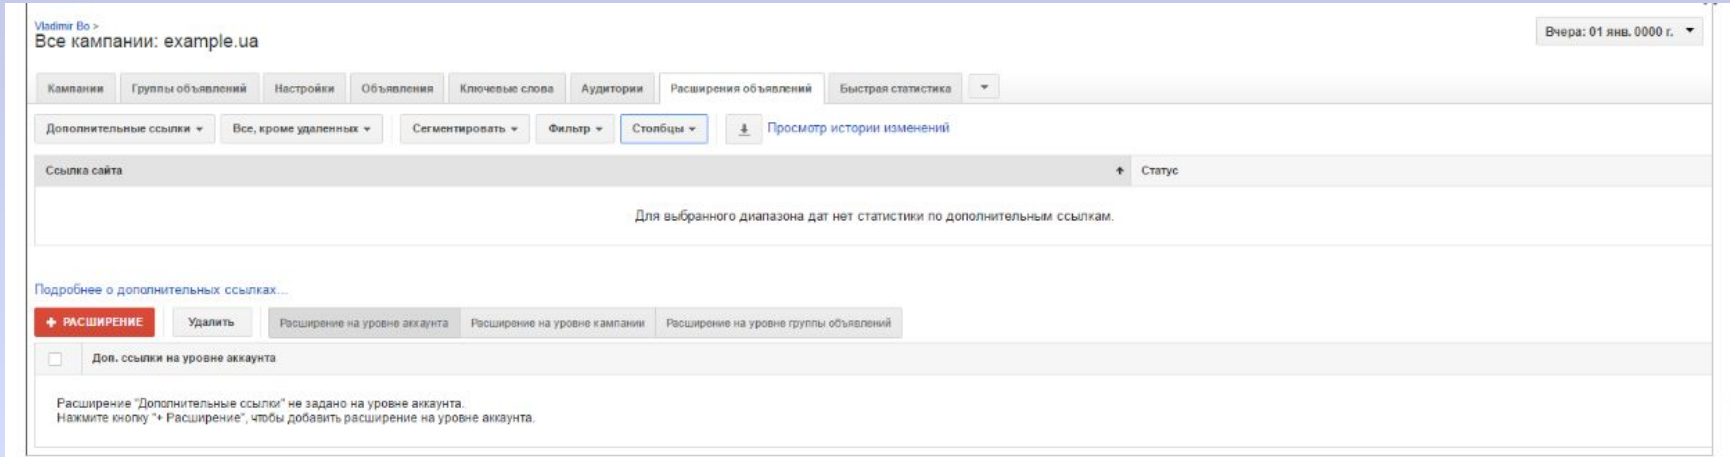 Vladimir Bo >
Все кампании: example.ua
Вчера: 01 янв. 0000 г.
Кампании Группы объявлений Настройки Объявления Ключевые слова Аудитории Расширения объявлений Быстрая статистика
Дополнительные ссылки Все, кроме удаленных Сегментировать Фильтр Столбцы Просмотр истории изменений
Ссылка сайта Статус
Для выбранного диапазона дат нет статистики по дополнительным ссылкам.
Подробнее о дополнительных ссылках...
+ РАСШИРЕНИЕ Удалить Расширение на уровне аккаунта Расширение на уровне кампании Расширение на уровне группы объявлений
Доп. ссылки на уровне аккаунта
Расширение "Дополнительные ссылки" не задано на уровне аккаунта.
Нажмите кнопку "+ Расширение", чтобы добавить расширение на уровне аккаунта.